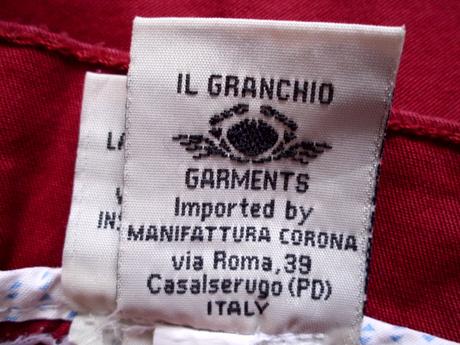 IL GRANCHIO
GARMENTS
Imported by
MANIFATTURA CORONA
via Roma, 39
Casalserugo (PD)
ITALY